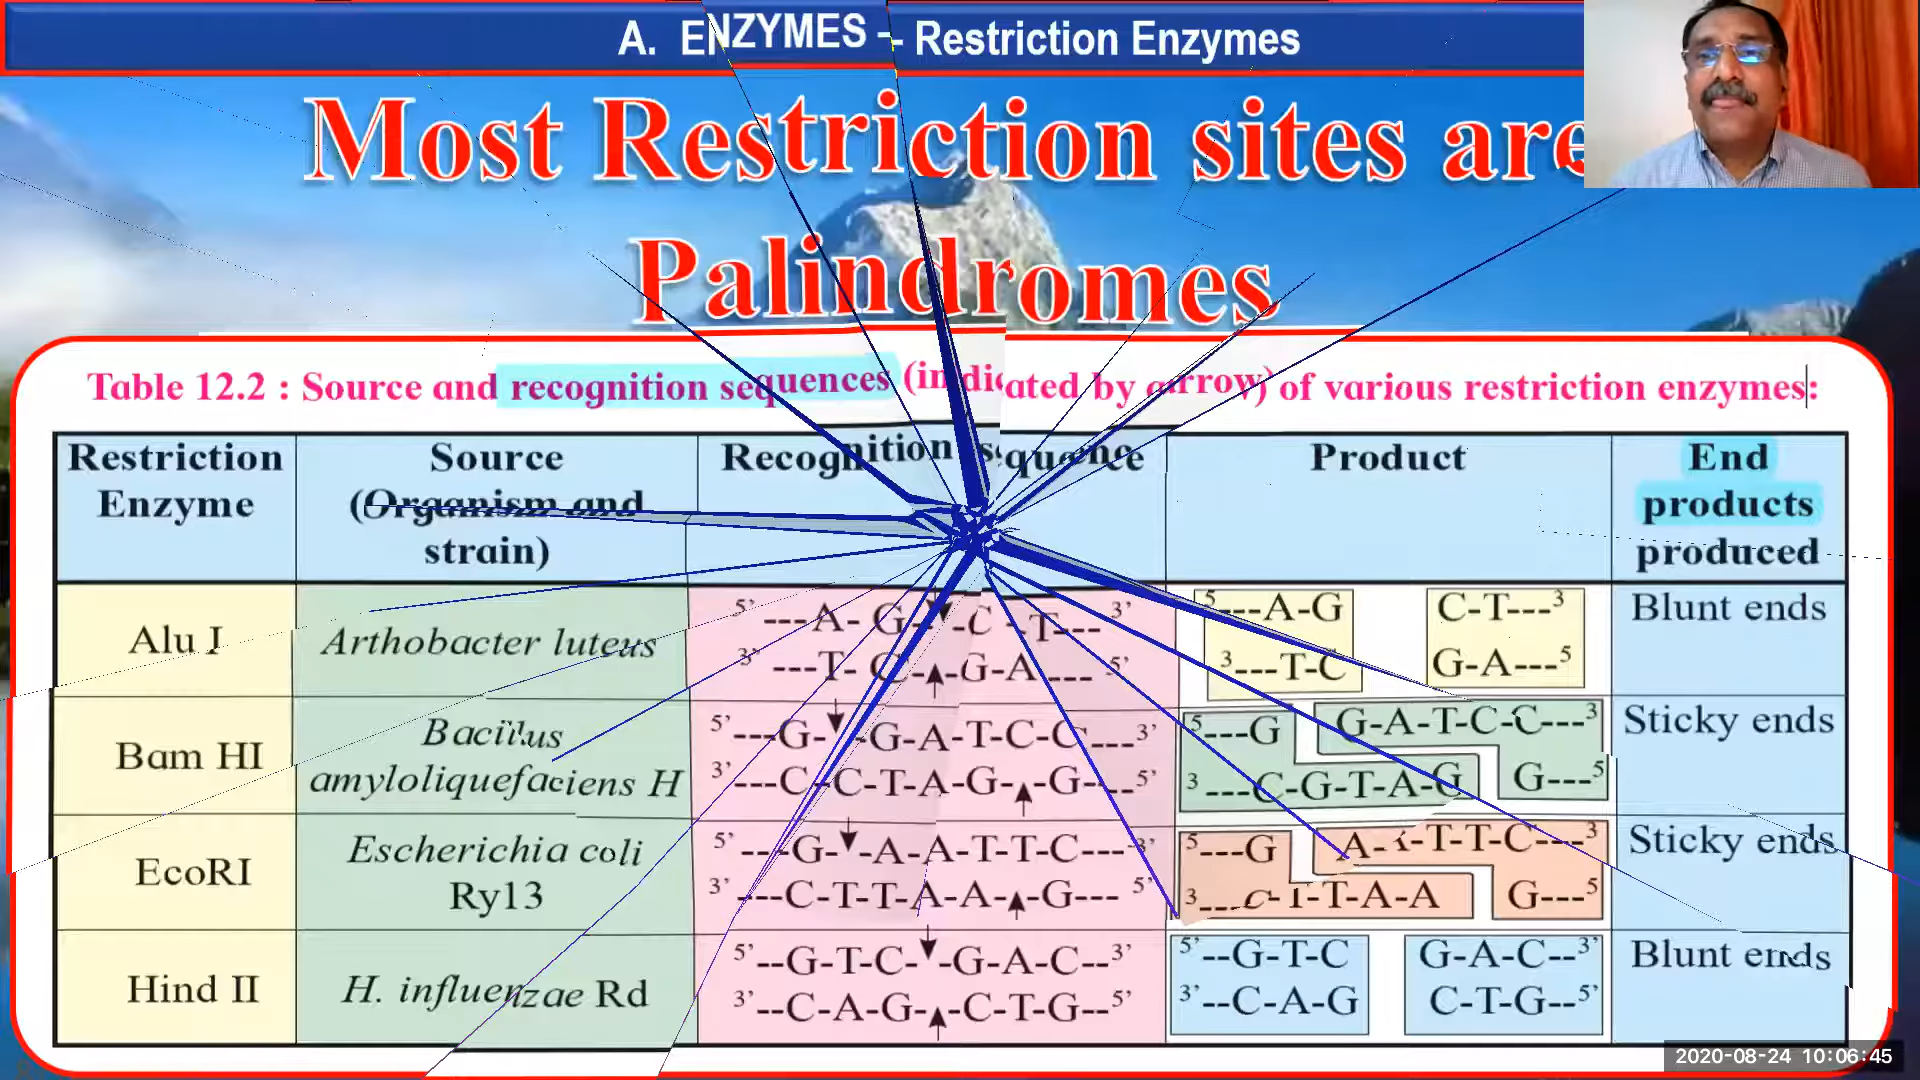 A. ENZYMES -- Restriction Enzymes
Most Restriction sites are
Palindromes
Table 12.2 : Source and recognition sequences (indicated by arrow) of various restriction enzymes:
Restriction Enzyme
Source (Organism and strain)
Recognition sequence
Product
End products produced
Alu I
Arthobacter luteus
5' ---A- G- -C -T--- 3'
3' ---T- C- -G-A --- 5'
5---A-G
C-T---3
3---T-C
G-A---5
Blunt ends
Bam HI
Bacillus
amyloliquefaciens H
5' ---G- -G-A-T-C-C---3'
3' ---C-C-T-A-G- -G---5'
5---G
G-A-T-C-C---3
3---C-G-T-A-G
G---5
Sticky ends
EcoRI
Escherichia coli
Ry13
5' ---G- -A-A-T-T-C---3'
3' ---C-T-T-A-A- -G--- 5'
5---G
A- -T-T-C---3
3---C-T-T-A-A
G---5
Sticky ends
Hind II
H. influenzae Rd
5' --G-T-C- -G-A-C--3'
3' --C-A-G- -C-T-G--5'
5' --G-T-C
G-A-C--3'
3' --C-A-G
C-T-G--5'
Blunt ends
2020-08-24 10:06:45